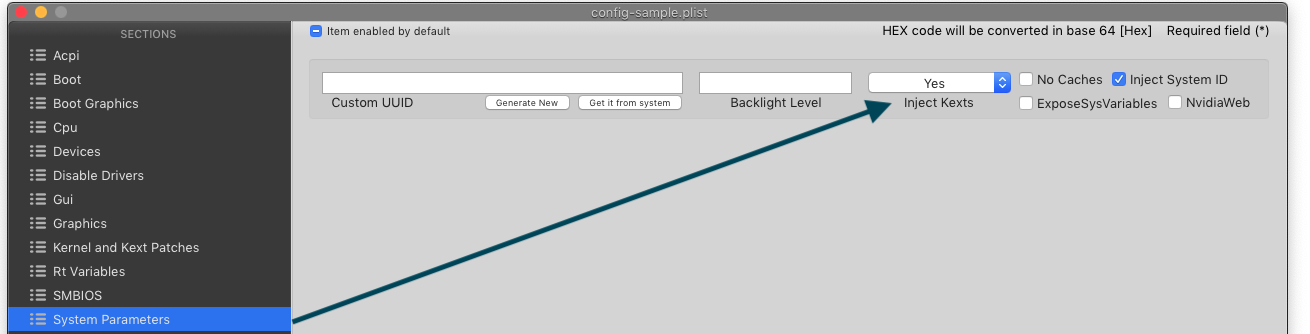 config-sample.plist
SECTIONS
Acpi
Boot
Boot Graphics
Cpu
Devices
Disable Drivers
Gui
Graphics
Kernel and Kext Patches
Rt Variables
SMBIOS
System Parameters
Item enabled by default
HEX code will be converted in base 64 [Hex] Required field (*)
Yes
No Caches
Inject System ID
Custom UUID
Generate New
Get it from system
Backlight Level
Inject Kexts
ExposeSysVariables
NvidiaWeb